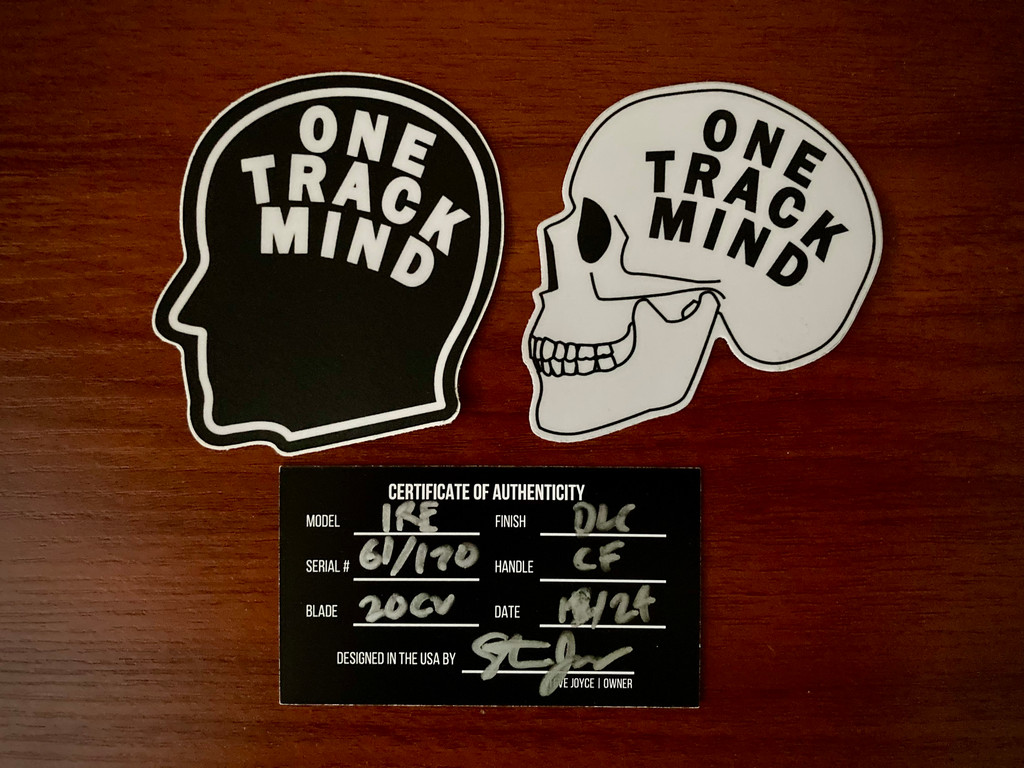 ONE
TRACK
MIND
ONE
TRACK
MIND
CERTIFICATE OF AUTHENTICITY
MODEL IRE FINISH DLC
SERIAL # 61/170 HANDLE CF
BLADE 20CV DATE
DESIGNED IN THE USA BY
JOYCE | OWNER